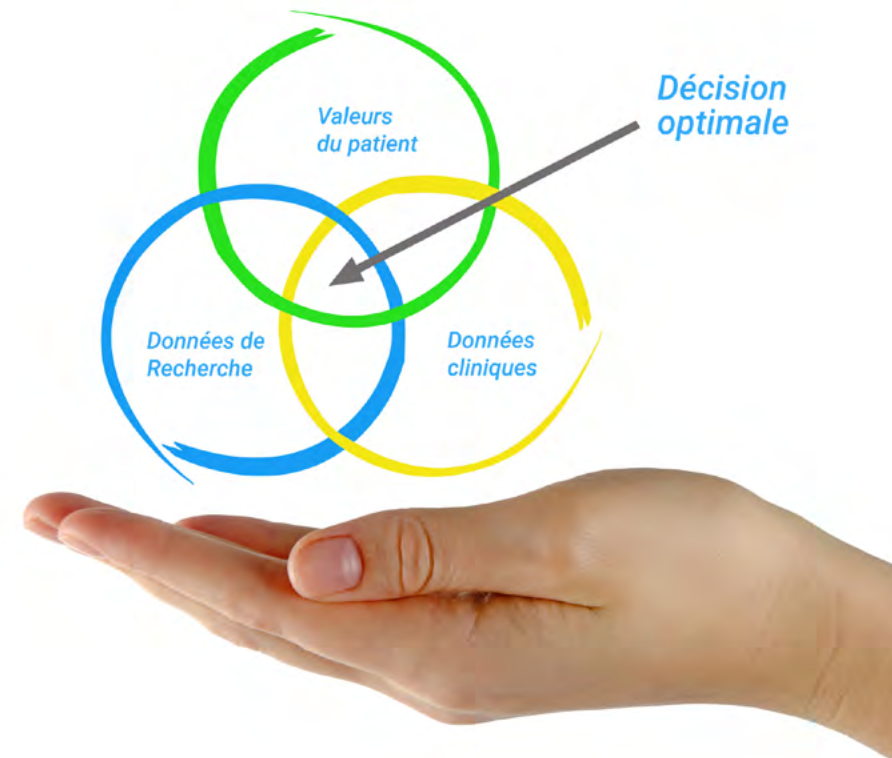 Valeurs
du patient
Décision
optimale
Données de
Recherche
Données
cliniques